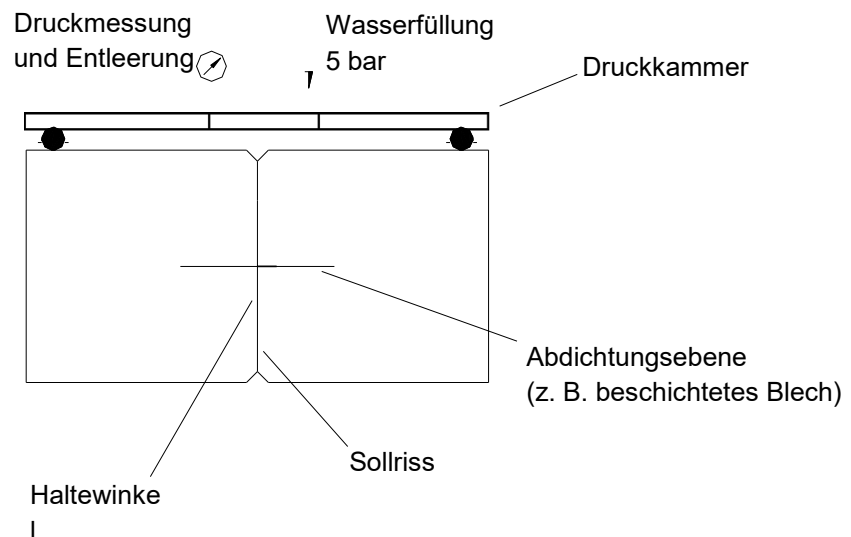 Druckmessung
und Entleerung
Wasserfüllung
5 bar
Druckkammer
Abdichtungsebene
(z. B. beschichtetes Blech)
Sollriss
Haltewinke
l